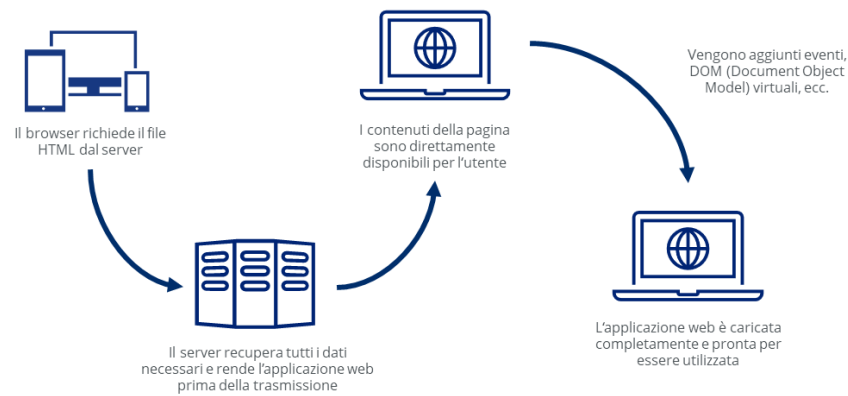 Il browser richiede il file
HTML dal server
Il server recupera tutti i dati
necessari e rende l'applicazione web
prima della trasmissione
I contenuti della pagina
sono direttamente
disponibili per l'utente
Vengono aggiunti eventi,
DOM (Document Object
Model) virtuali, ecc.
L'applicazione web è caricata
completamente e pronta per
essere utilizzata